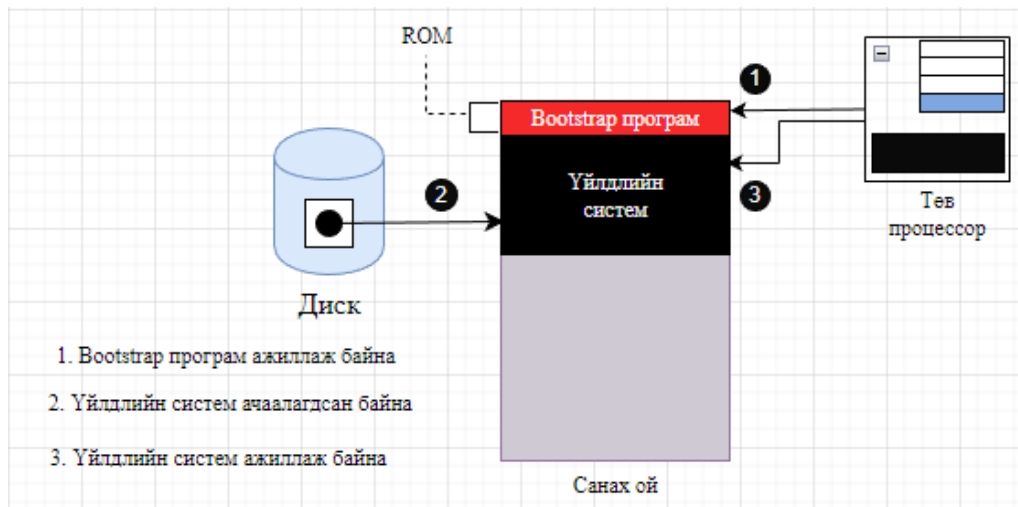 ROM
1
Bootstrap програм
2
Үйлдлийн
систем
3
Төв
процессор
Диск
1. Bootstrap програм ажиллаж байна
2. Үйлдлийн систем ачаалагдсан байна
3. Үйлдлийн систем ажиллаж байна
Санах ой